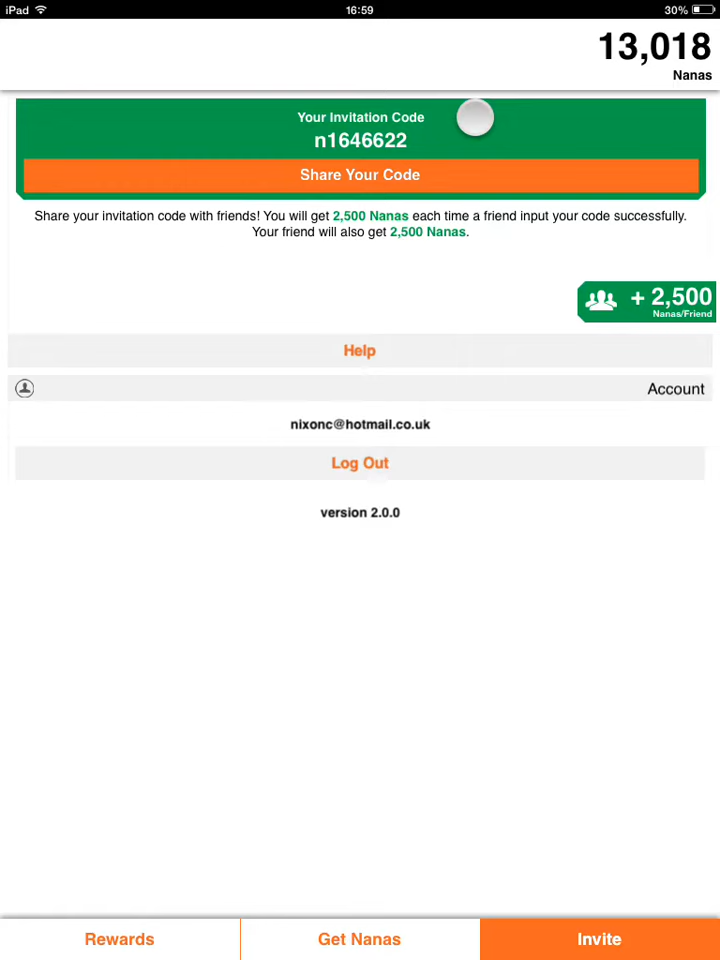 iPad 16:59 30%
13,018
Nanas
Your Invitation Code
n1646622
Share Your Code
Share your invitation code with friends! You will get 2,500 Nanas each time a friend input your code successfully.
Your friend will also get 2,500 Nanas.
+ 2,500
Nanas/Friend
Help
Account
nixonc@hotmail.co.uk
Log Out
version 2.0.0
Rewards Get Nanas Invite